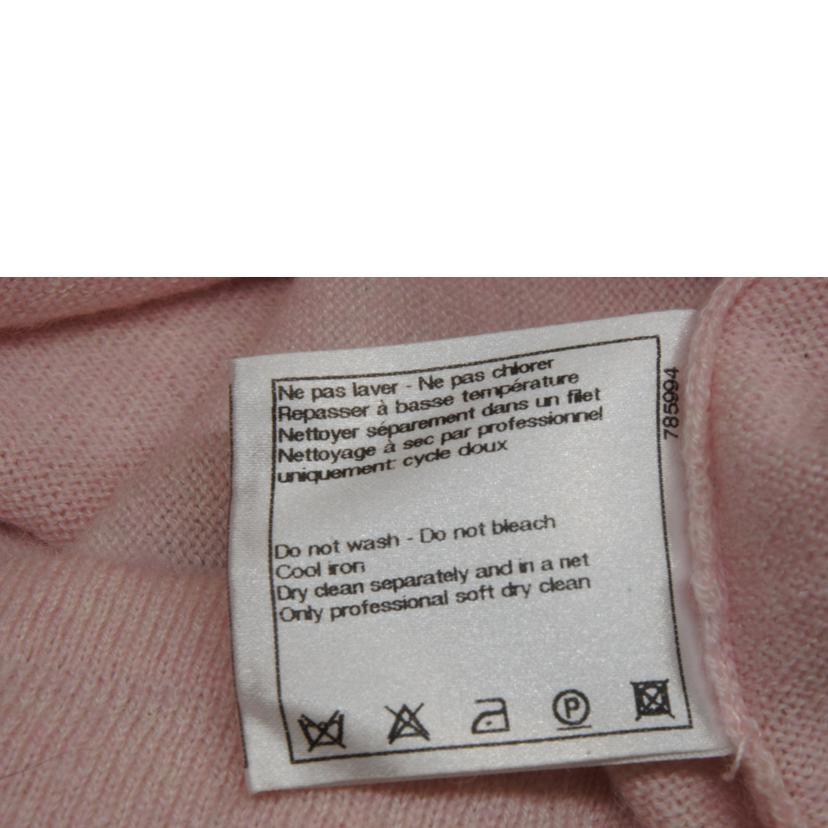 Ne pas laver - Ne pas chlorer
Repasser à basse température
Nettoyer séparement dans un filet
Nettoyage à sec par professionnel
uniquement: cycle doux
Do not wash - Do not bleach
Cool iron
Dry clean separately and in a net
Only professional soft dry clean
P
785994